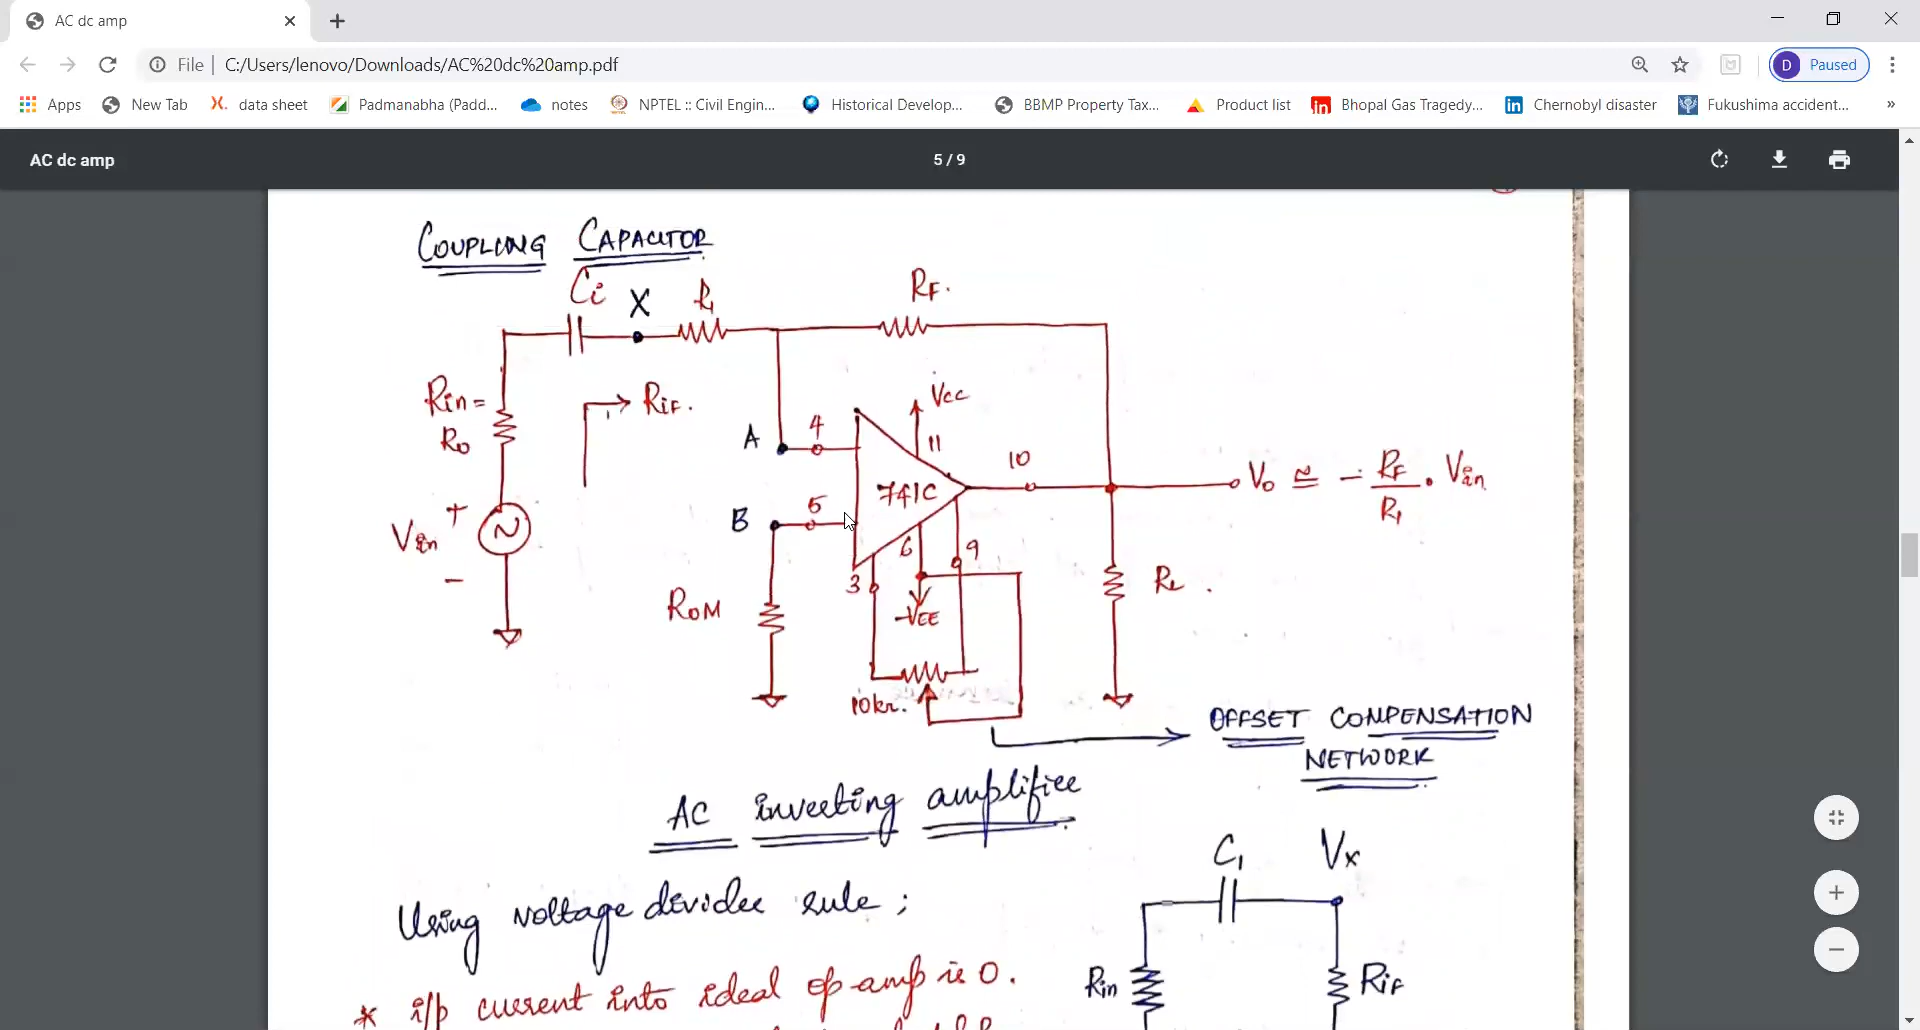 AC dc amp
File | C:/Users/lenovo/Downloads/AC%20dc%20amp.pdf
D Paused
Apps New Tab X. data sheet Padmanabha (Padd... notes NPTEL :: Civil Engin... Historical Develop... BBMP Property Tax... Product list Bhopal Gas Tragedy... Chernobyl disaster Fukushima accident... »
AC dc amp 5 / 9
COUPLING CAPACITOR
Ci X R1 RF.
Rin = RiF. Vcc
Ro A 4 11
10
741C Vo ≅ - RF/R1 . Vin
B 5
Vin + -
6 9
3
ROM -VEE RL .
10kΩ.
OFFSET COMPENSATION
NETWORK
AC inverting amplifier
C1 Vx
Using voltage divider rule ;
* i/p current into ideal op-amp is 0.
Rin RiF